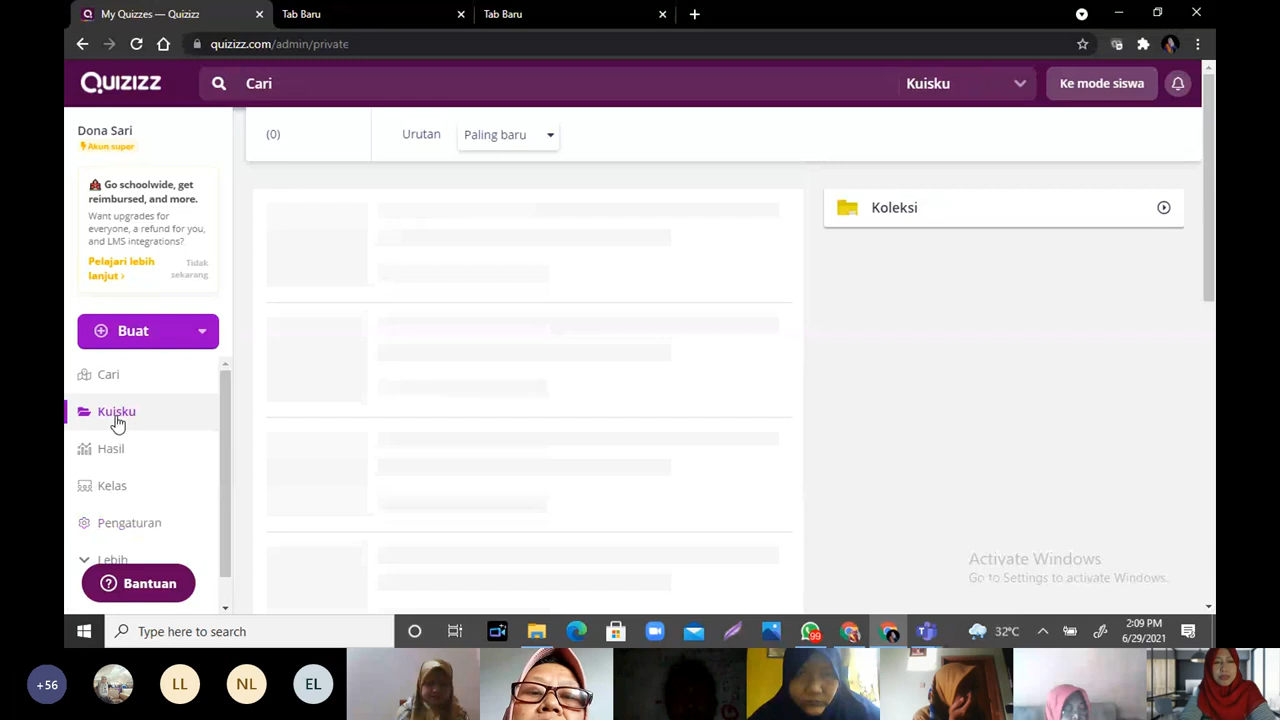 My Quizzes — Quizizz
Tab Baru
Tab Baru
quizizz.com/admin/private
QUIZIZZ
Cari
Kuisku
Ke mode siswa
Dona Sari
Akun super
(0)
Urutan
Paling baru
Go schoolwide, get
reimbursed, and more.
Want upgrades for
everyone, a refund for you,
and LMS integrations?
Pelajari lebih
lanjut ›
Tidak
sekarang
Koleksi
Buat
Cari
Kuisku
Hasil
Kelas
Pengaturan
Lebih
Bantuan
Activate Windows
Go to Settings to activate Windows.
Type here to search
99
32°C
2:09 PM
6/29/2021
+56
LL
NL
EL